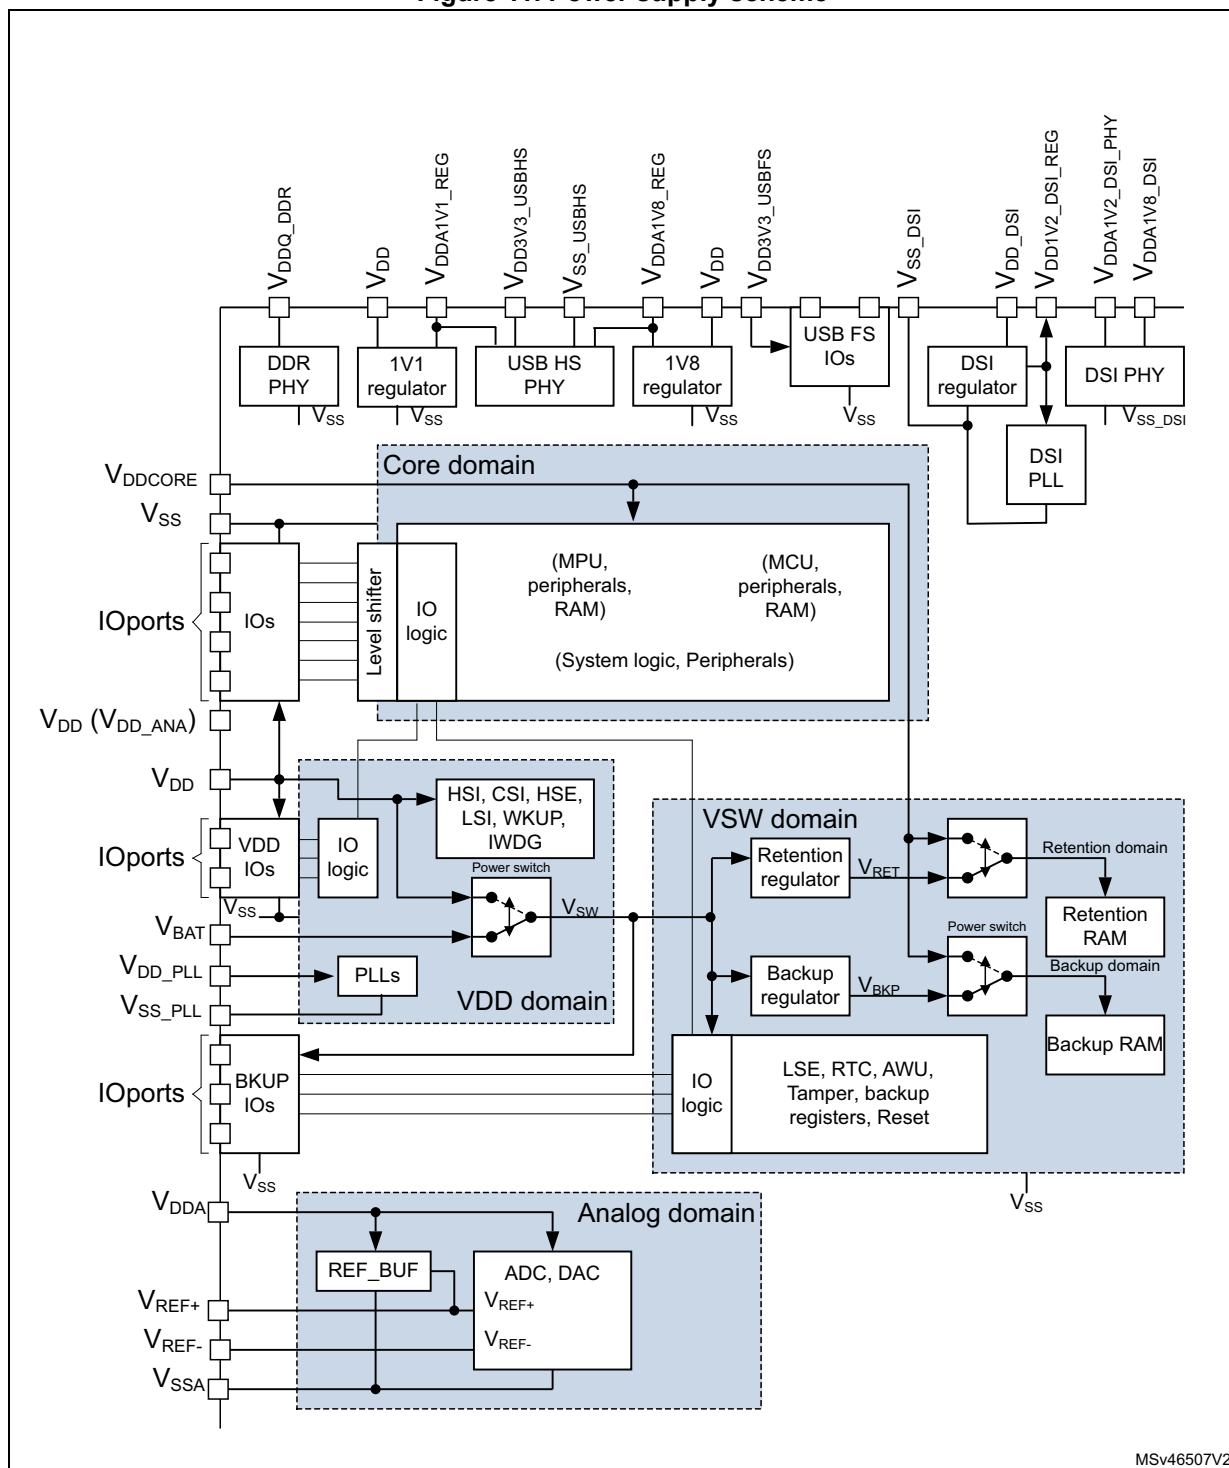 VDDQ_DDR
VDD
VDDA1V1_REG
VDD3V3_USBHS
VSS_USBHS
VDDA1V8_REG
VDD
VDD3V3_USBFS
VSS_DSI
VDD_DSI
VDD1V2_DSI_REG
VDDA1V2_DSI_PHY
VDDA1V8_DSI
DDR
PHY
1V1
regulator
USB HS
PHY
1V8
regulator
USB FS
IOs
DSI
regulator
DSI PHY
VSS
VSS
VSS
VSS
VSS_DSI
DSI
PLL
Core domain
VDDCORE
VSS
IOports
IOs
Level shifter
IO
logic
(MPU,
peripherals,
RAM)
(MCU,
peripherals,
RAM)
(System logic, Peripherals)
VDD (VDD_ANA)
VDD
HSI, CSI, HSE,
LSI, WKUP,
IWDG
IOports
VDD
IOs
IO
logic
Power switch
VSS
VSW
VBAT
VDD_PLL
PLLs
VSS_PLL
VDD domain
VSW domain
Retention
regulator
VRET
Retention domain
Retention
RAM
Power switch
Backup
regulator
VBKP
Backup domain
Backup RAM
IOports
BKUP
IOs
IO
logic
LSE, RTC, AWU,
Tamper, backup
registers, Reset
VSS
VSS
VDDA
Analog domain
REF_BUF
ADC, DAC
VREF+
VREF+
VREF-
VREF-
VSSA
MSv46507V2